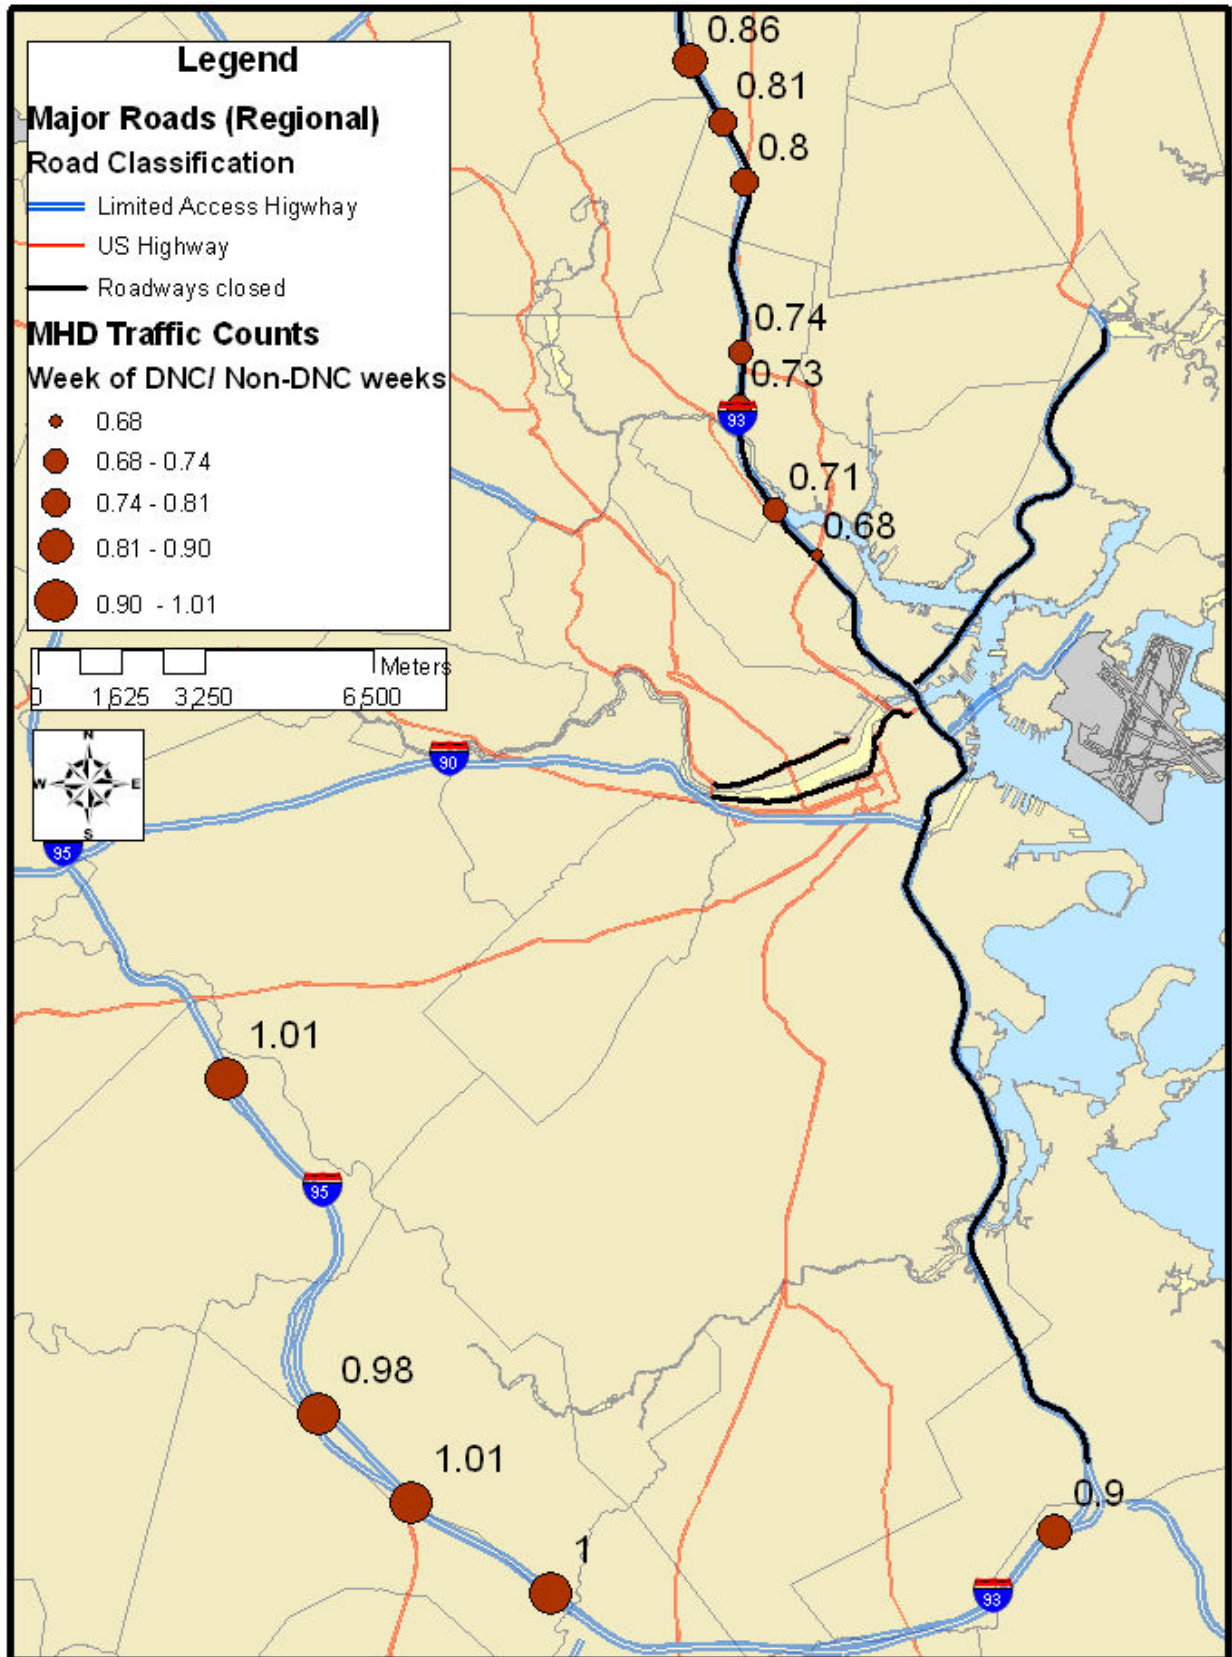 Legend
Major Roads (Regional)
Road Classification
Limited Access Higwhay
US Highway
Roadways closed
MHD Traffic Counts
Week of DNC/ Non-DNC weeks
0.68
0.68 - 0.74
0.74 - 0.81
0.81 - 0.90
0.90 - 1.01
Meters
0 1,625 3,250 6,500
N
W E
S
0.86
0.81
0.8
0.74
0.73
93
0.71
0.68
90
95
1.01
95
0.98
1.01
0.9
1
93